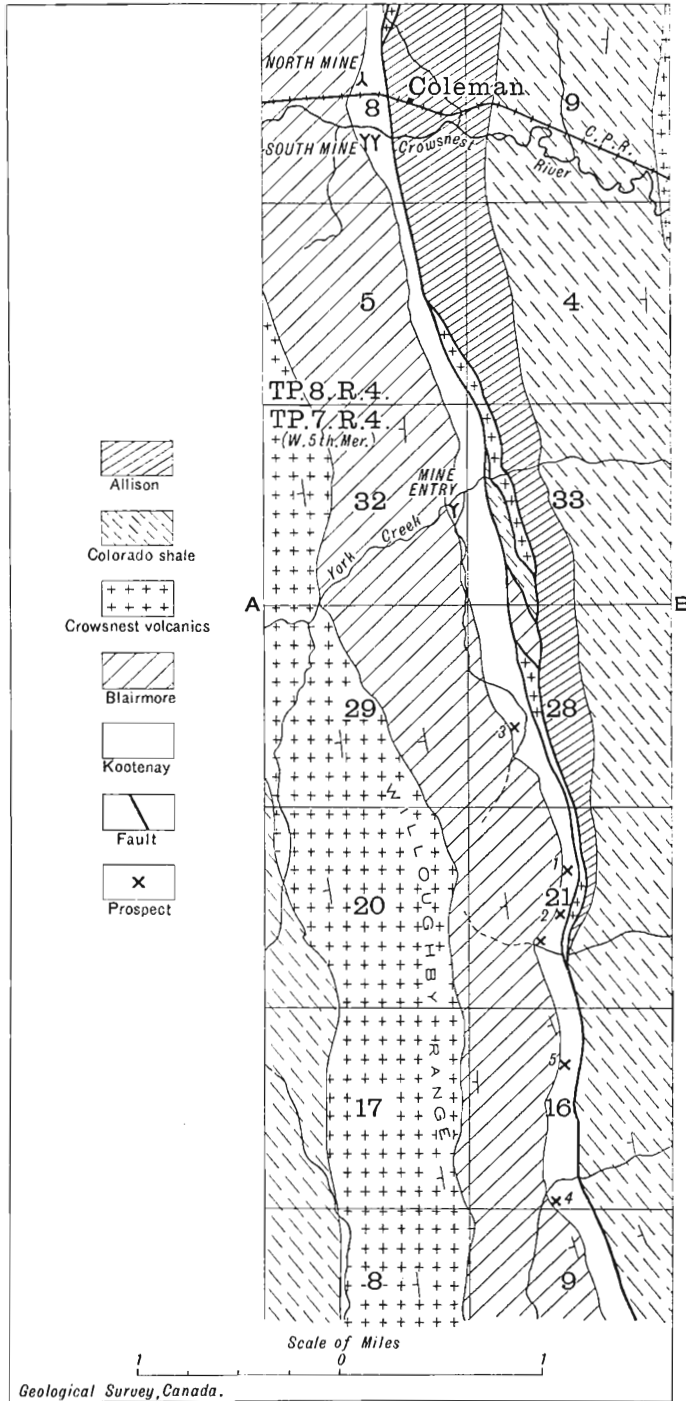 NORTH MINE
Coleman
8
9
C.P.R.
SOUTH MINE
Crowsnest
River
5
4
TP.8.R.4.
TP.7.R.4.
(W. 5th. Mer.)
MINE
ENTRY
32
33
York Creek
A
B
29
28
3
WILLOUGHBY RANGE
1
20
21
2
5
17
16
4
8
9
Allison
Colorado shale
Crowsnest volcanics
Blairmore
Kootenay
Fault
Prospect
Scale of Miles
1 0 1
Geological Survey, Canada.